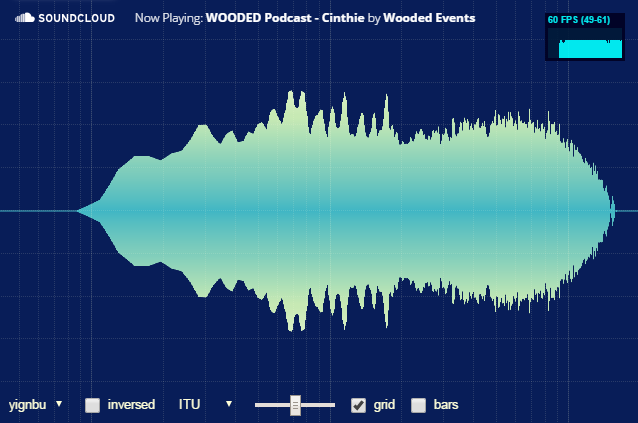 SOUNDCLOUD Now Playing: WOODED Podcast - Cinthie by Wooded Events
60 FPS (49-61)
yignbu inversed ITU grid bars